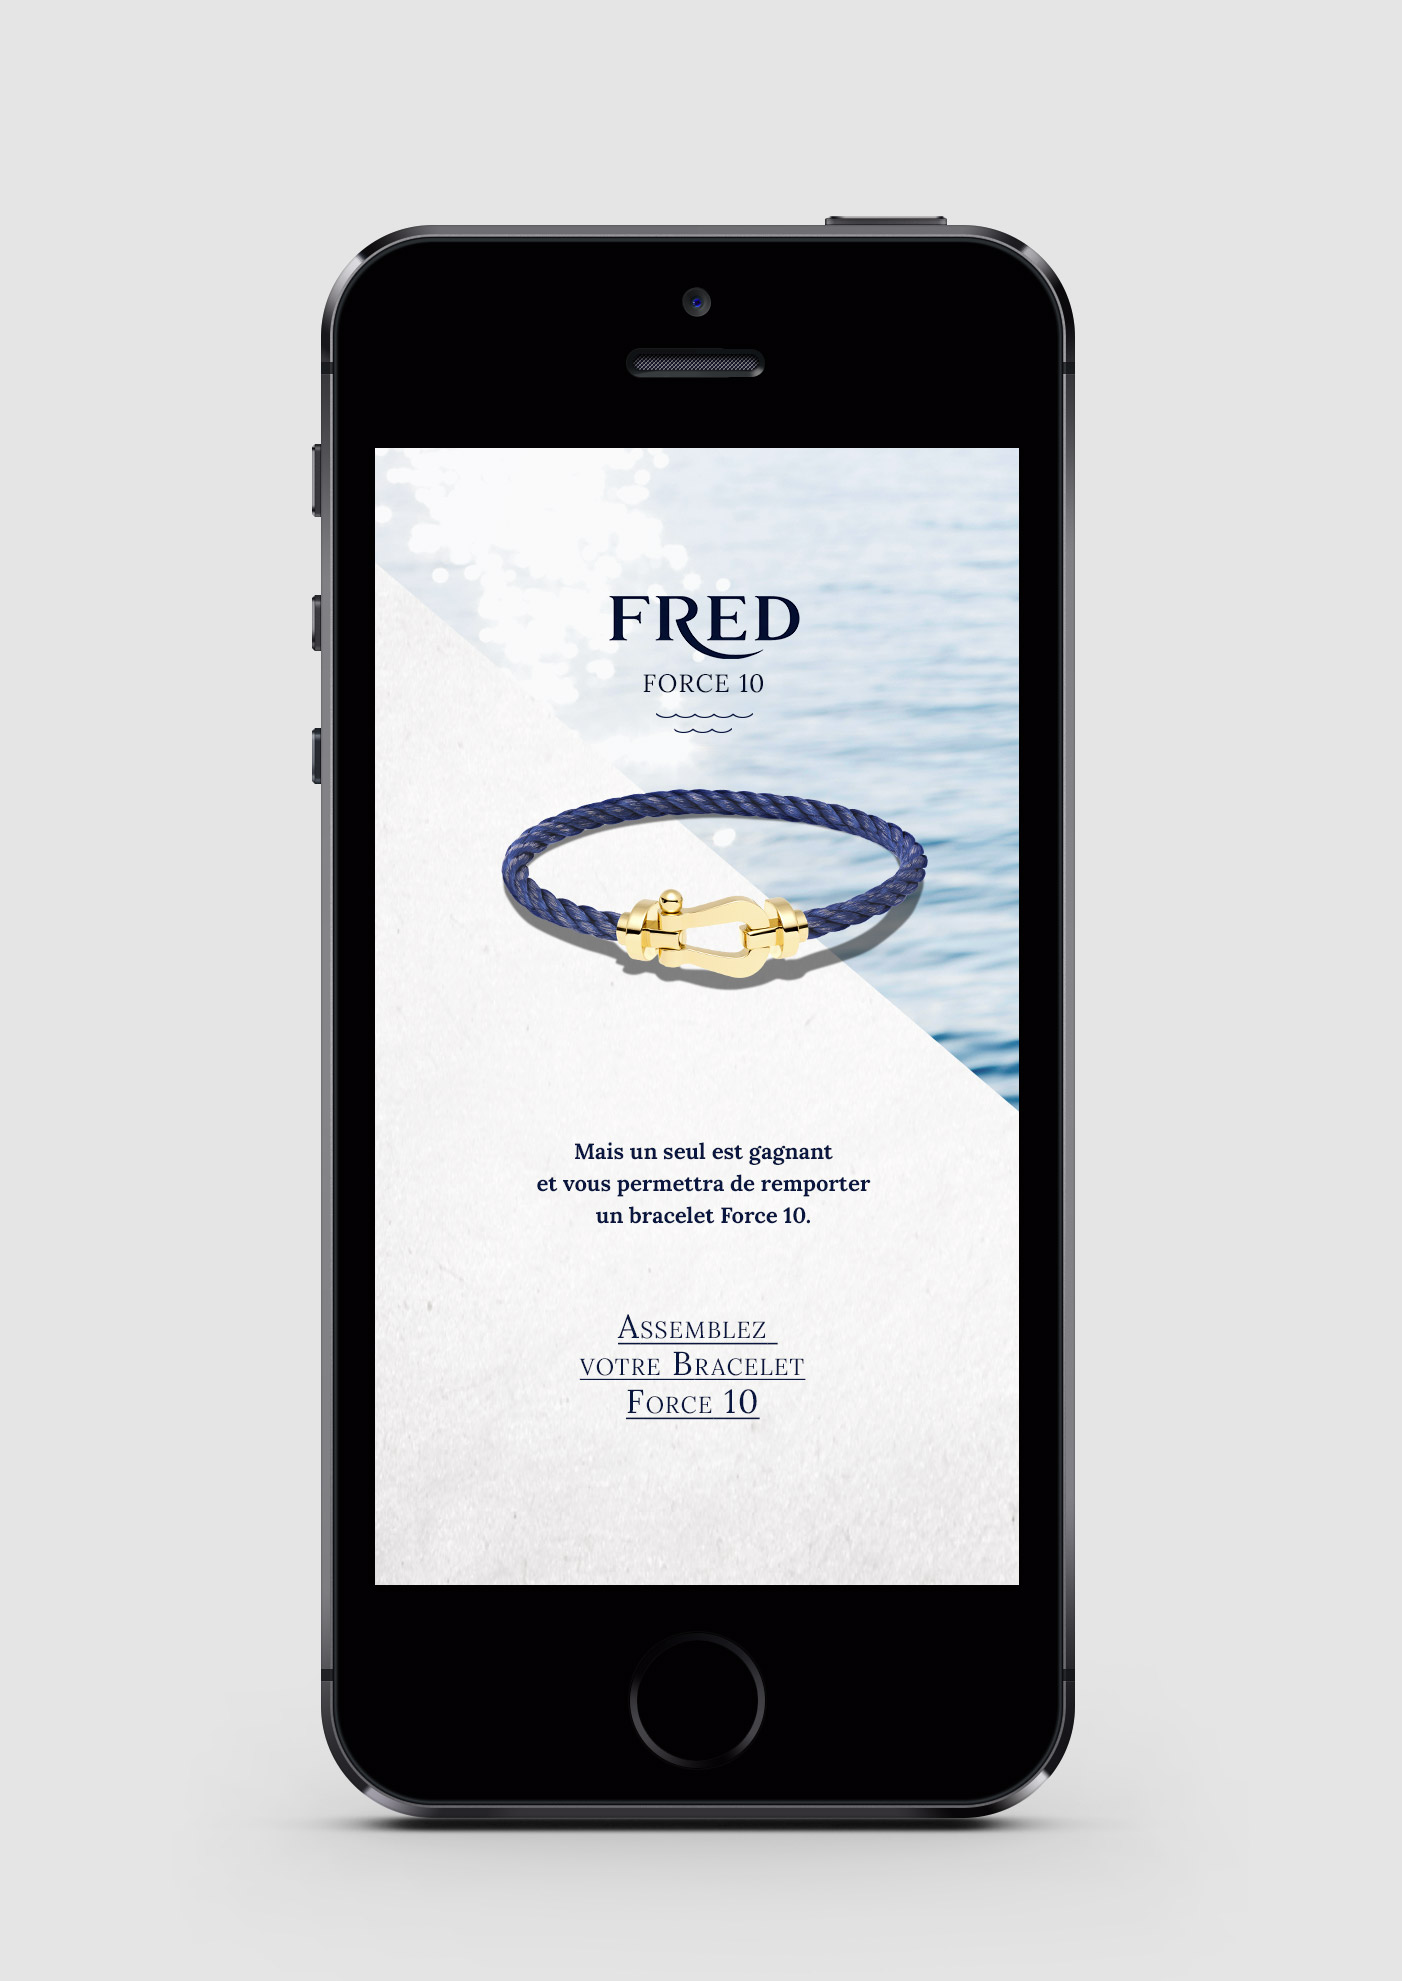 FRED
FORCE 10
Mais un seul est gagnant
et vous permettra de remporter
un bracelet Force 10.
Assemblez
votre Bracelet
Force 10